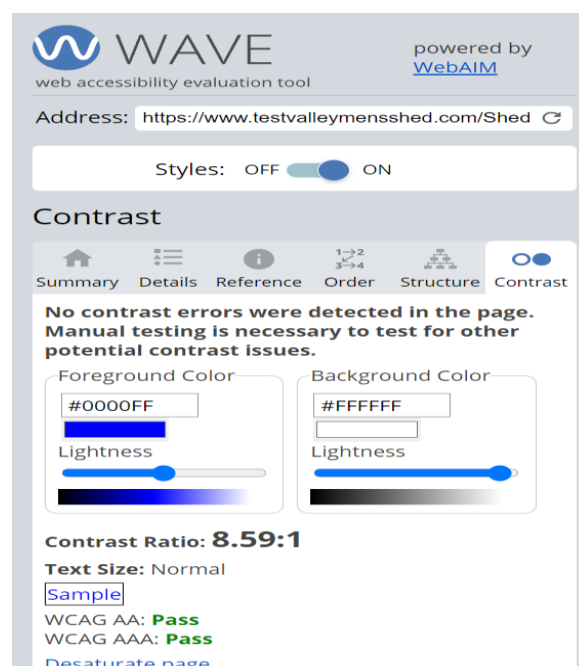 WAVE
web accessibility evaluation tool
powered by
WebAIM
Address: https://www.testvalleymensshed.com/Shed
Styles: OFF ON
Contrast
1→2
3→4
Summary Details Reference Order Structure Contrast
No contrast errors were detected in the page.
Manual testing is necessary to test for other
potential contrast issues.
Foreground Color
#0000FF
Lightness
Background Color
#FFFFFF
Lightness
Contrast Ratio: 8.59:1
Text Size: Normal
Sample
WCAG AA: Pass
WCAG AAA: Pass
Desaturate page